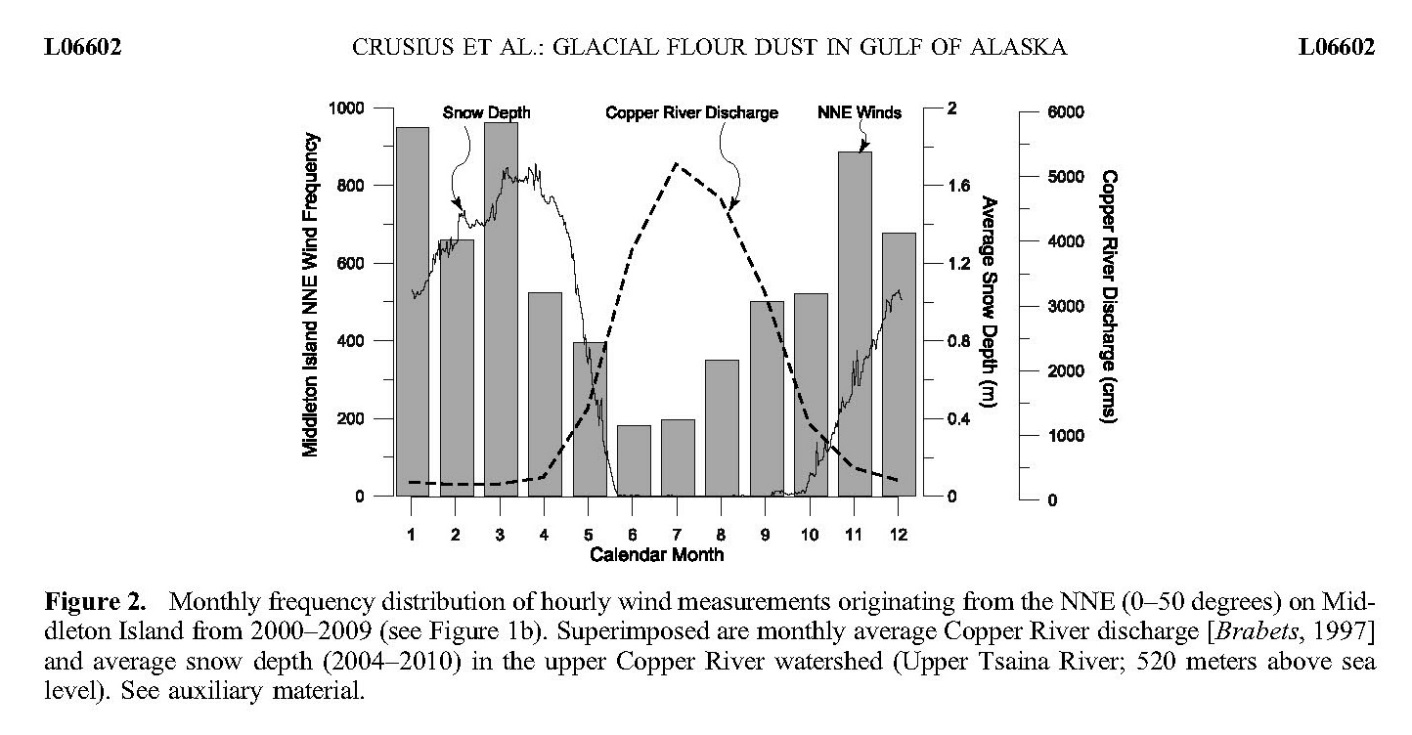 L06602 CRUSIUS ET AL.: GLACIAL FLOUR DUST IN GULF OF ALASKA L06602
Snow Depth Copper River Discharge NNE Winds
Middleton Island NNE Wind Frequency
1000
800
600
400
200
0
2
1.6
1.2
0.8
0.4
0
Average Snow Depth (m)
6000
5000
4000
3000
2000
1000
0
Copper River Discharge (cms)
1 2 3 4 5 6 7 8 9 10 11 12
Calendar Month
Figure 2. Monthly frequency distribution of hourly wind measurements originating from the NNE (0–50 degrees) on Mid-
dleton Island from 2000–2009 (see Figure 1b). Superimposed are monthly average Copper River discharge [Brabets, 1997]
and average snow depth (2004–2010) in the upper Copper River watershed (Upper Tsaina River; 520 meters above sea
level). See auxiliary material.